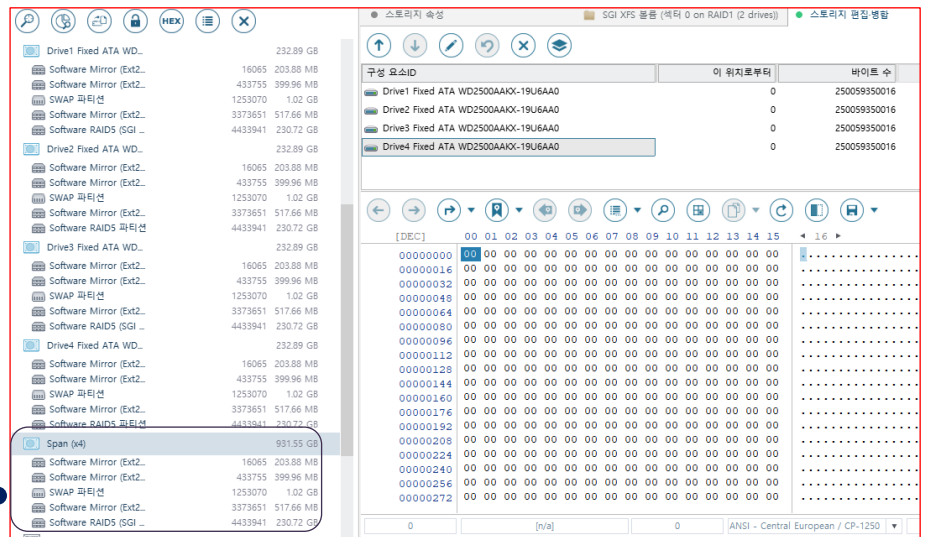 HEX
Drive1 Fixed ATA WD... 232.89 GB
Software Mirror (Ext2... 16065 203.88 MB
Software Mirror (Ext2... 433755 399.96 MB
SWAP 파티션 1253070 1.02 GB
Software Mirror (Ext2... 3373651 517.66 MB
Software RAID5 (SGI ... 4433941 230.72 GB
Drive2 Fixed ATA WD... 232.89 GB
Software Mirror (Ext2... 16065 203.88 MB
Software Mirror (Ext2... 433755 399.96 MB
SWAP 파티션 1253070 1.02 GB
Software Mirror (Ext2... 3373651 517.66 MB
Software RAID5 파티션 4433941 230.72 GB
Drive3 Fixed ATA WD... 232.89 GB
Software Mirror (Ext2... 16065 203.88 MB
Software Mirror (Ext2... 433755 399.96 MB
SWAP 파티션 1253070 1.02 GB
Software Mirror (Ext2... 3373651 517.66 MB
Software RAID5 (SGI ... 4433941 230.72 GB
Drive4 Fixed ATA WD... 232.89 GB
Software Mirror (Ext2... 16065 203.88 MB
Software Mirror (Ext2... 433755 399.96 MB
SWAP 파티션 1253070 1.02 GB
Software Mirror (Ext2... 3373651 517.66 MB
Software RAID5 파티션 4433941 230.72 GB
Span (x4) 931.55 GB
Software Mirror (Ext2... 16065 203.88 MB
Software Mirror (Ext2... 433755 399.96 MB
SWAP 파티션 1253070 1.02 GB
Software Mirror (Ext2... 3373651 517.66 MB
Software RAID5 (SGI ... 4433941 230.72 GB
스토리지 속성 SGI XFS 볼륨 (섹터 0 on RAID1 (2 drives)) 스토리지 편집·병합
구성 요소ID 이 위치로부터 바이트 수
Drive1 Fixed ATA WD2500AAKX-19U6AA0 0 250059350016
Drive2 Fixed ATA WD2500AAKX-19U6AA0 0 250059350016
Drive3 Fixed ATA WD2500AAKX-19U6AA0 0 250059350016
Drive4 Fixed ATA WD2500AAKX-19U6AA0 0 250059350016
[DEC] 00 01 02 03 04 05 06 07 08 09 10 11 12 13 14 15 16
00000000 00 00 00 00 00 00 00 00 00 00 00 00 00 00 00 00 ................
00000016 00 00 00 00 00 00 00 00 00 00 00 00 00 00 00 00 ................
00000032 00 00 00 00 00 00 00 00 00 00 00 00 00 00 00 00 ................
00000048 00 00 00 00 00 00 00 00 00 00 00 00 00 00 00 00 ................
00000064 00 00 00 00 00 00 00 00 00 00 00 00 00 00 00 00 ................
00000080 00 00 00 00 00 00 00 00 00 00 00 00 00 00 00 00 ................
00000096 00 00 00 00 00 00 00 00 00 00 00 00 00 00 00 00 ................
00000112 00 00 00 00 00 00 00 00 00 00 00 00 00 00 00 00 ................
00000128 00 00 00 00 00 00 00 00 00 00 00 00 00 00 00 00 ................
00000144 00 00 00 00 00 00 00 00 00 00 00 00 00 00 00 00 ................
00000160 00 00 00 00 00 00 00 00 00 00 00 00 00 00 00 00 ................
00000176 00 00 00 00 00 00 00 00 00 00 00 00 00 00 00 00 ................
00000192 00 00 00 00 00 00 00 00 00 00 00 00 00 00 00 00 ................
00000208 00 00 00 00 00 00 00 00 00 00 00 00 00 00 00 00 ................
00000224 00 00 00 00 00 00 00 00 00 00 00 00 00 00 00 00 ................
00000240 00 00 00 00 00 00 00 00 00 00 00 00 00 00 00 00 ................
00000256 00 00 00 00 00 00 00 00 00 00 00 00 00 00 00 00 ................
00000272 00 00 00 00 00 00 00 00 00 00 00 00 00 00 00 00 ................
0 [n/a] 0 ANSI - Central European / CP-1250